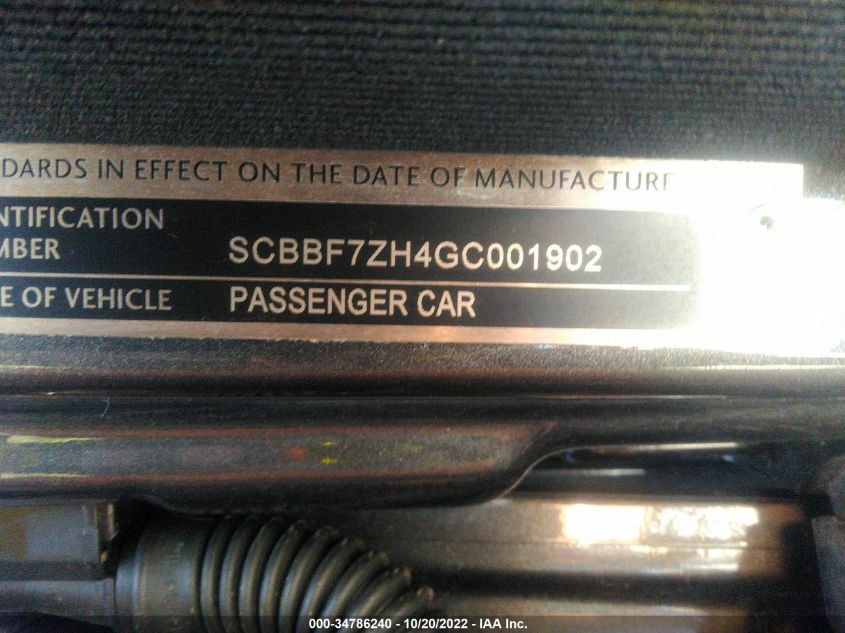 DARDS IN EFFECT ON THE DATE OF MANUFACTURE
NTIFICATION
MBER SCBBF7ZH4GC001902
E OF VEHICLE PASSENGER CAR
000-34786240 - 10/20/2022 - IAA Inc.